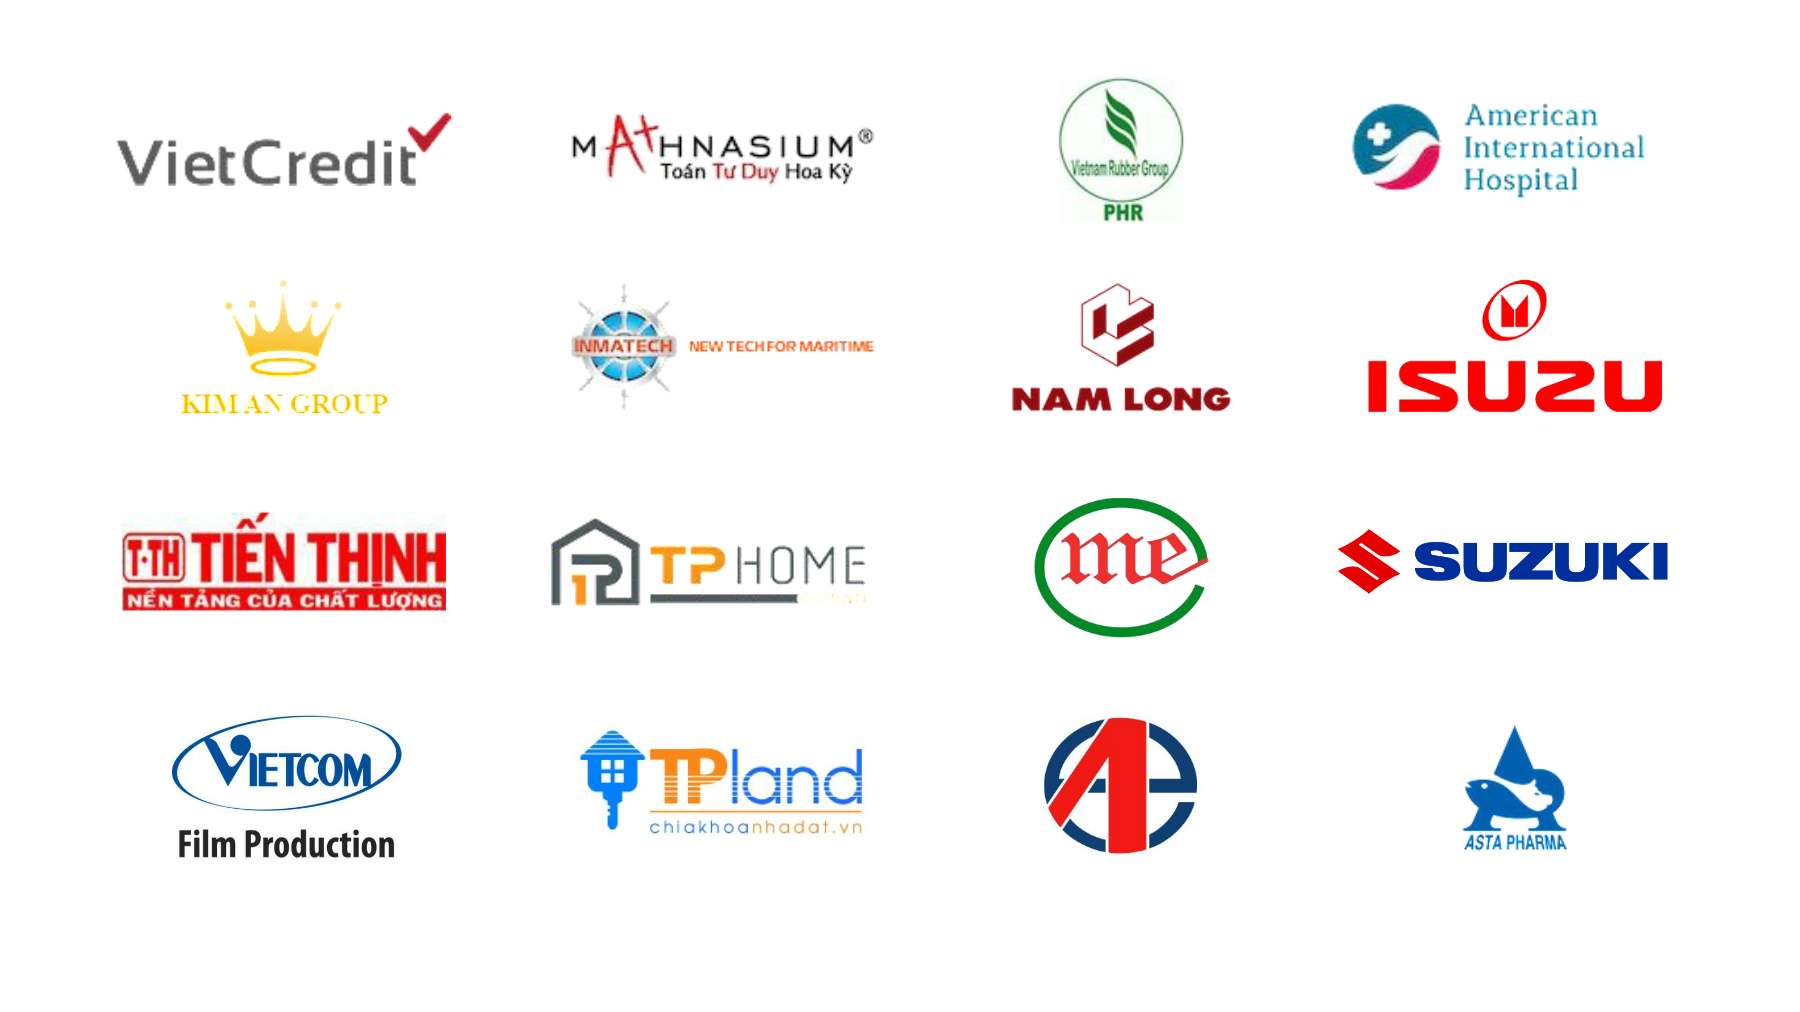 VietCredit
MATHNASIUM®
Toán Tư Duy Hoa Kỳ
Vietnam Rubber Group
PHR
American
International
Hospital
KIM AN GROUP
INMATECH
NEW TECH FOR MARITIME
NAM LONG
ISUZU
T·TH TIẾN THỊNH
NỀN TẢNG CỦA CHẤT LƯỢNG
TP HOME
me
SUZUKI
VIETCOM
Film Production
TPland
chiakhoanhadat.vn
AE
ASTA PHARMA